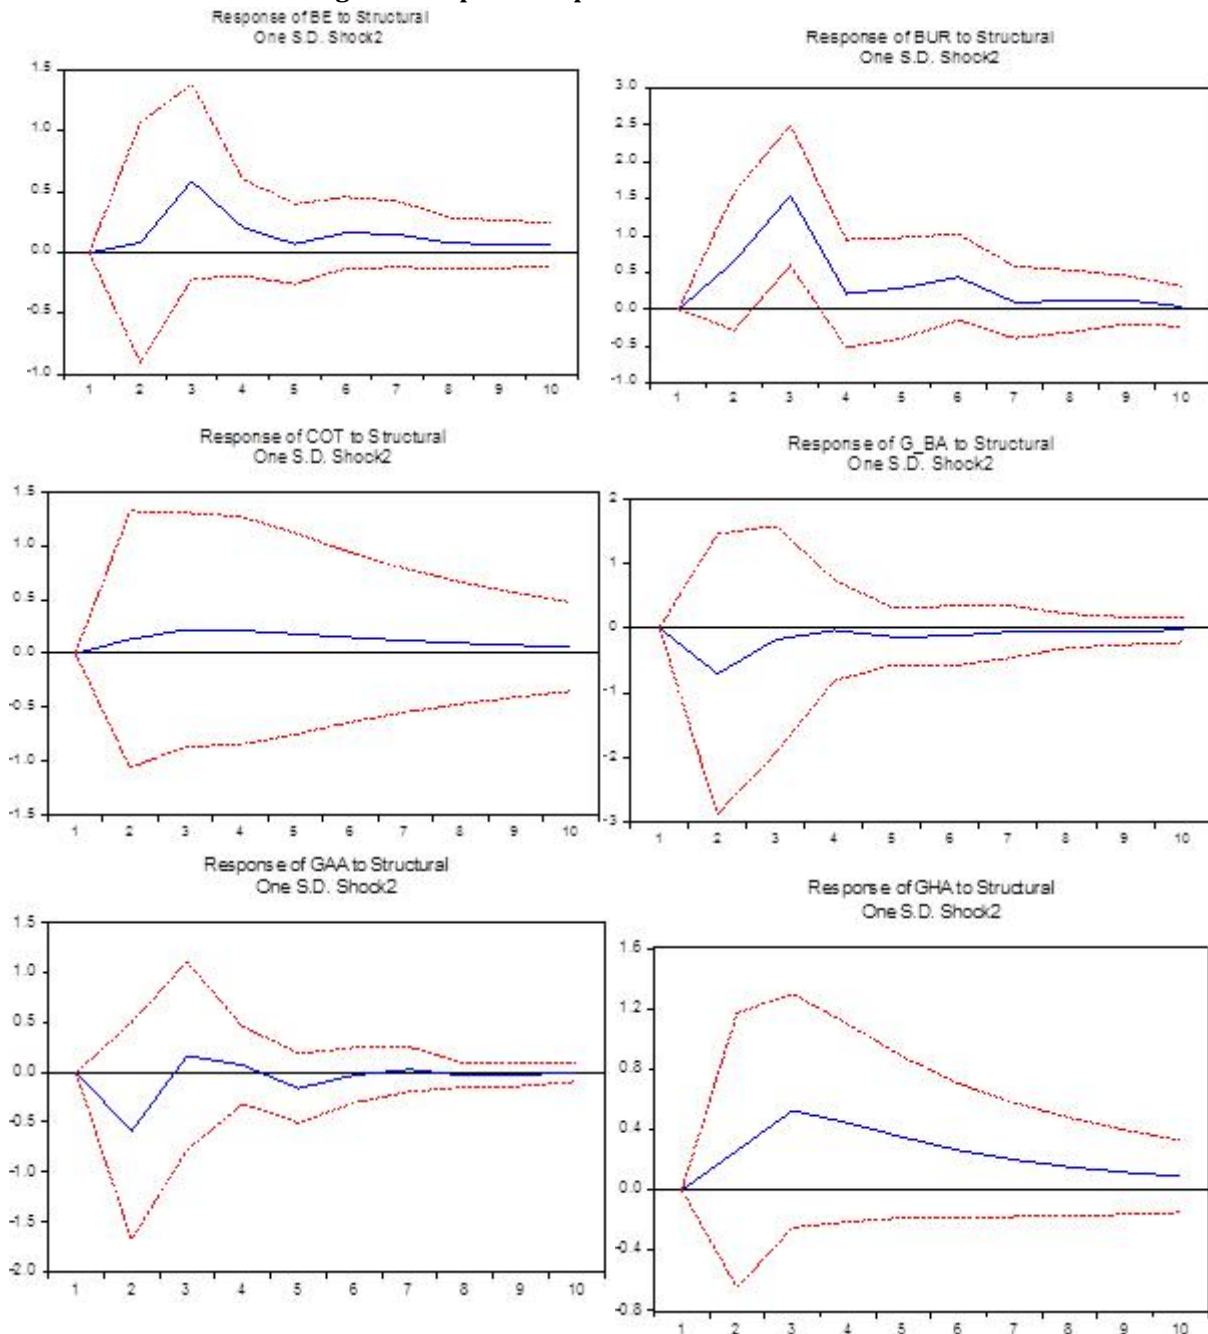 Response of BE to Structural
One S.D. Shock2
1.5
1.0
0.5
0.0
-0.5
-1.0
1 2 3 4 5 6 7 8 9 10
Response of BUR to Structural
One S.D. Shock2
3.0
2.5
2.0
1.5
1.0
0.5
0.0
-0.5
-1.0
1 2 3 4 5 6 7 8 9 10
Response of COT to Structural
One S.D. Shock2
1.5
1.0
0.5
0.0
-0.5
-1.0
-1.5
1 2 3 4 5 6 7 8 9 10
Response of G_BA to Structural
One S.D. Shock2
2
1
0
-1
-2
-3
1 2 3 4 5 6 7 8 9 10
Response of GAA to Structural
One S.D. Shock2
1.5
1.0
0.5
0.0
-0.5
-1.0
-1.5
-2.0
1 2 3 4 5 6 7 8 9 10
Response of GHA to Structural
One S.D. Shock2
1.6
1.2
0.8
0.4
0.0
-0.4
-0.8
1 2 3 4 5 6 7 8 9 10